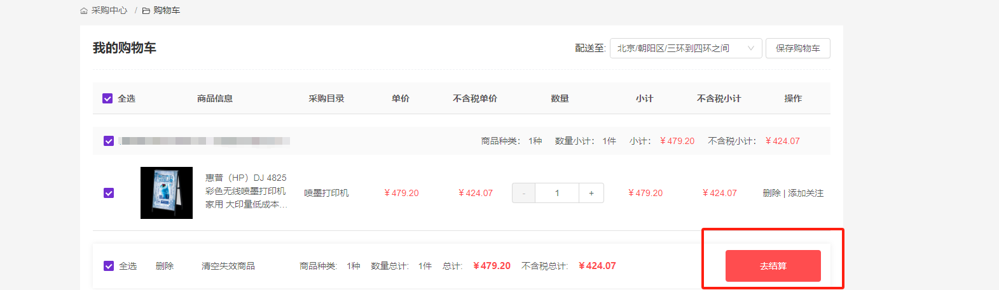 采购中心 / 购物车
我的购物车
配送至: 北京/朝阳区/三环到四环之间 保存购物车
全选 商品信息 采购目录 单价 不含税单价 数量 小计 不含税小计 操作
商品种类: 1种 数量小计: 1件 小计: ¥479.20 不含税小计: ¥424.07
惠普（HP）DJ 4825
彩色无线喷墨打印机
家用 大印量低成本...
喷墨打印机 ¥479.20 ¥424.07 - 1 + ¥479.20 ¥424.07 删除 | 添加关注
全选 删除 清空失效商品 商品种类: 1种 数量总计: 1件 总计: ¥479.20 不含税总计: ¥424.07 去结算